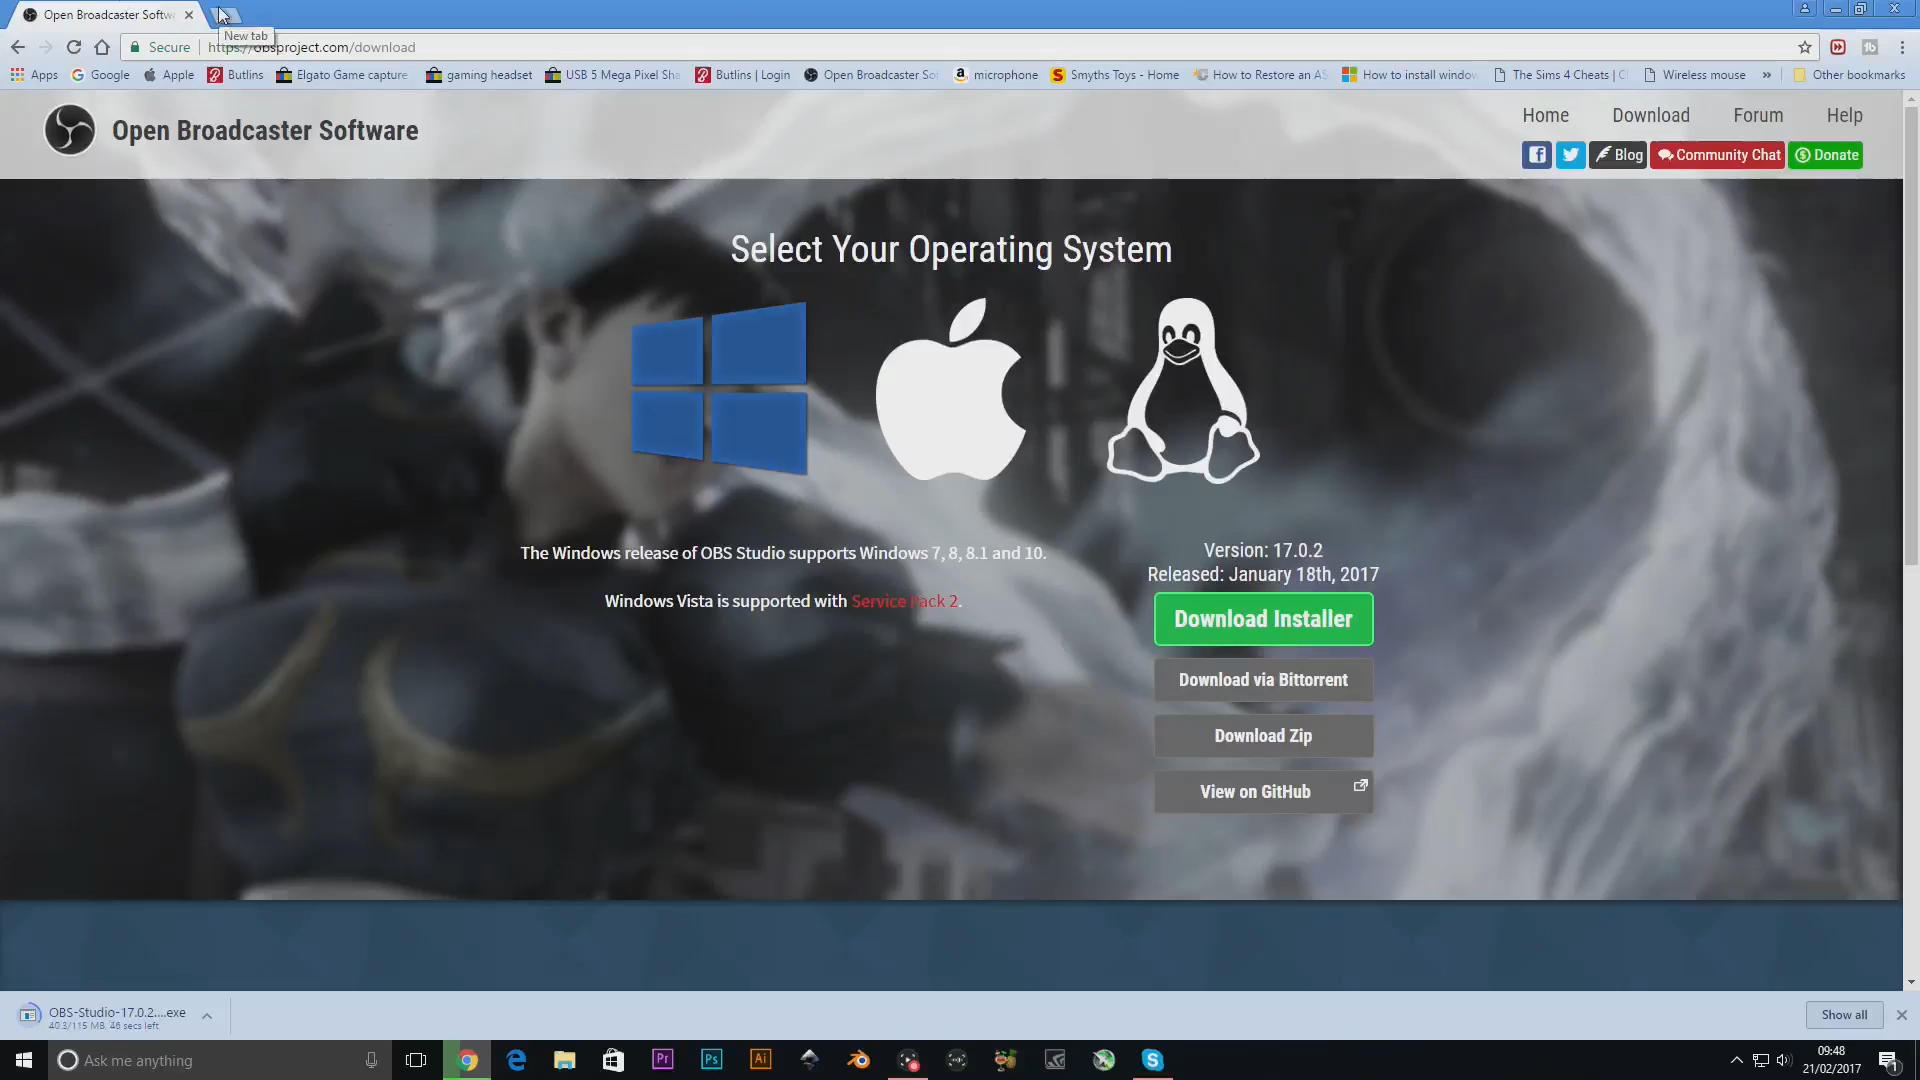 Open Broadcaster Softw
New tab
Secure
https://obsproject.com/download
Apps
Google
Apple
Butlins
Elgato Game capture
gaming headset
USB 5 Mega Pixel Sha
Butlins | Login
Open Broadcaster So
microphone
Smyths Toys - Home
How to Restore an AS
How to install window
The Sims 4 Cheats | C
Wireless mouse
»
Other bookmarks
Open Broadcaster Software
Home
Download
Forum
Help
Blog
Community Chat
Donate
Select Your Operating System
The Windows release of OBS Studio supports Windows 7, 8, 8.1 and 10.
Windows Vista is supported with Service Pack 2.
Version: 17.0.2
Released: January 18th, 2017
Download Installer
Download via Bittorrent
Download Zip
View on GitHub
OBS-Studio-17.0.2....exe
40.3/115 MB, 46 secs left
Show all
Ask me anything
Pr
Ps
Ai
09:48
21/02/2017
1